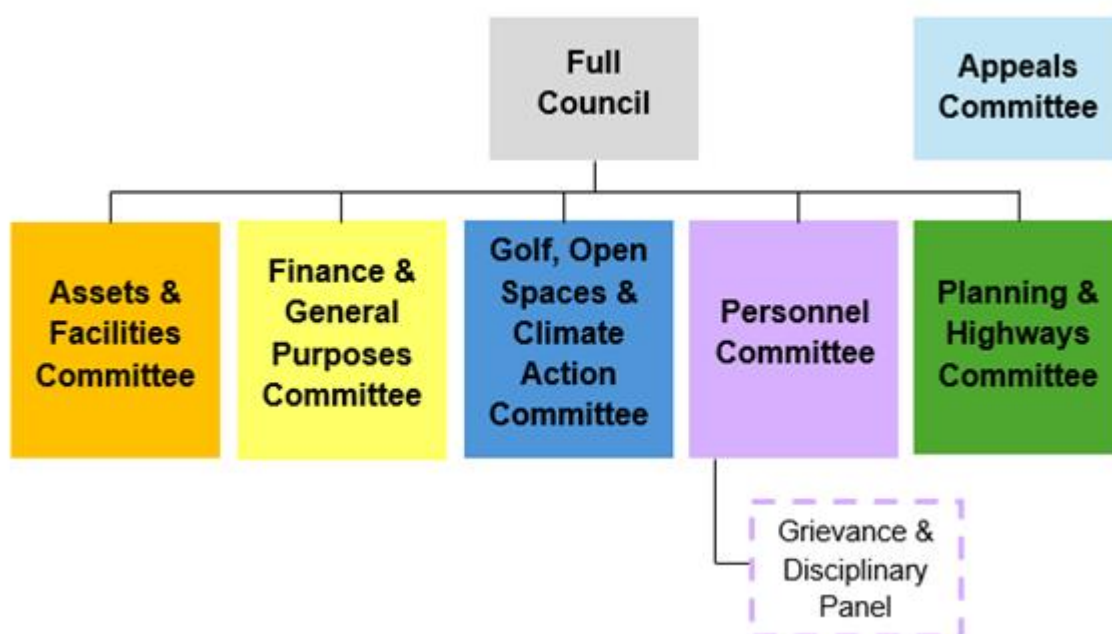 Full
Council
Appeals
Committee
Assets &
Facilities
Committee
Finance &
General
Purposes
Committee
Golf, Open
Spaces &
Climate
Action
Committee
Personnel
Committee
Planning &
Highways
Committee
Grievance &
Disciplinary
Panel